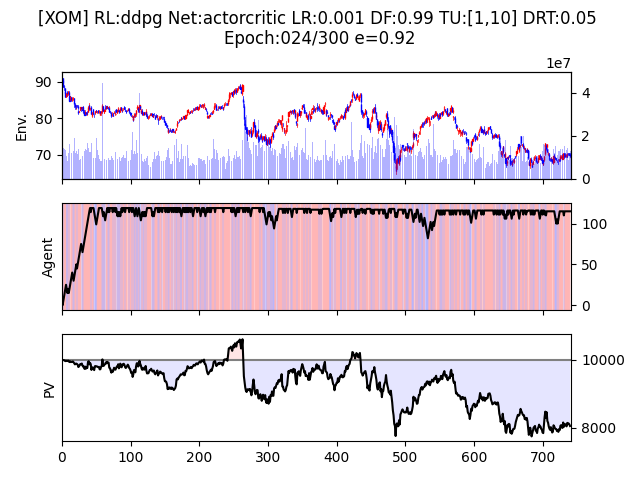 [XOM] RL:ddpg Net:actorcritic LR:0.001 DF:0.99 TU:[1,10] DRT:0.05
Epoch:024/300 e=0.92
1e7
90
80
70
Env.
4
2
0
Agent
100
50
0
PV
10000
8000
0 100 200 300 400 500 600 700